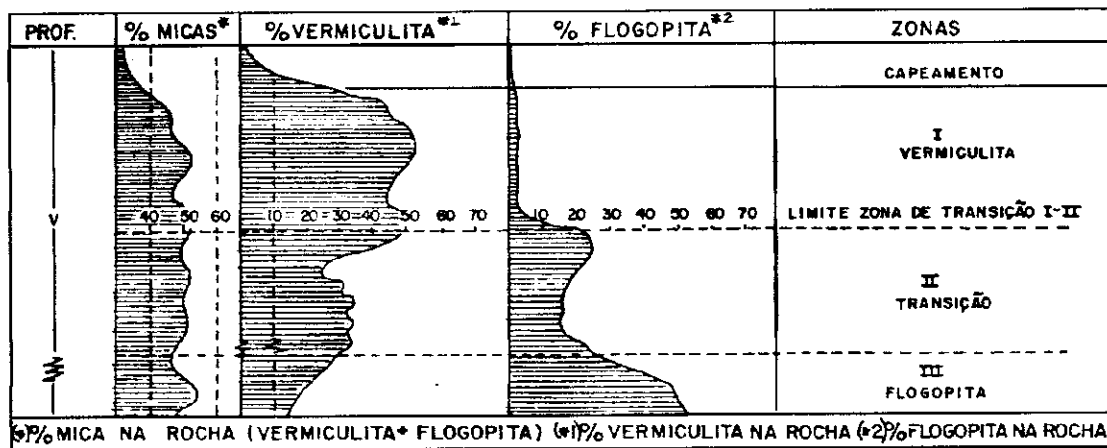 PROF. % MICAS* % VERMICULITA*1 % FLOGOPITA*2 ZONAS
CAPEAMENTO
I
VERMICULITA
V 40 50 60 10 20 30 40 50 60 70 10 20 30 40 50 60 70 LIMITE ZONA DE TRANSIÇÃO I-II
II
TRANSIÇÃO
III
FLOGOPITA
(*)% MICA NA ROCHA (VERMICULITA+ FLOGOPITA) (*1)% VERMICULITA NA ROCHA (*2)% FLOGOPITA NA ROCHA